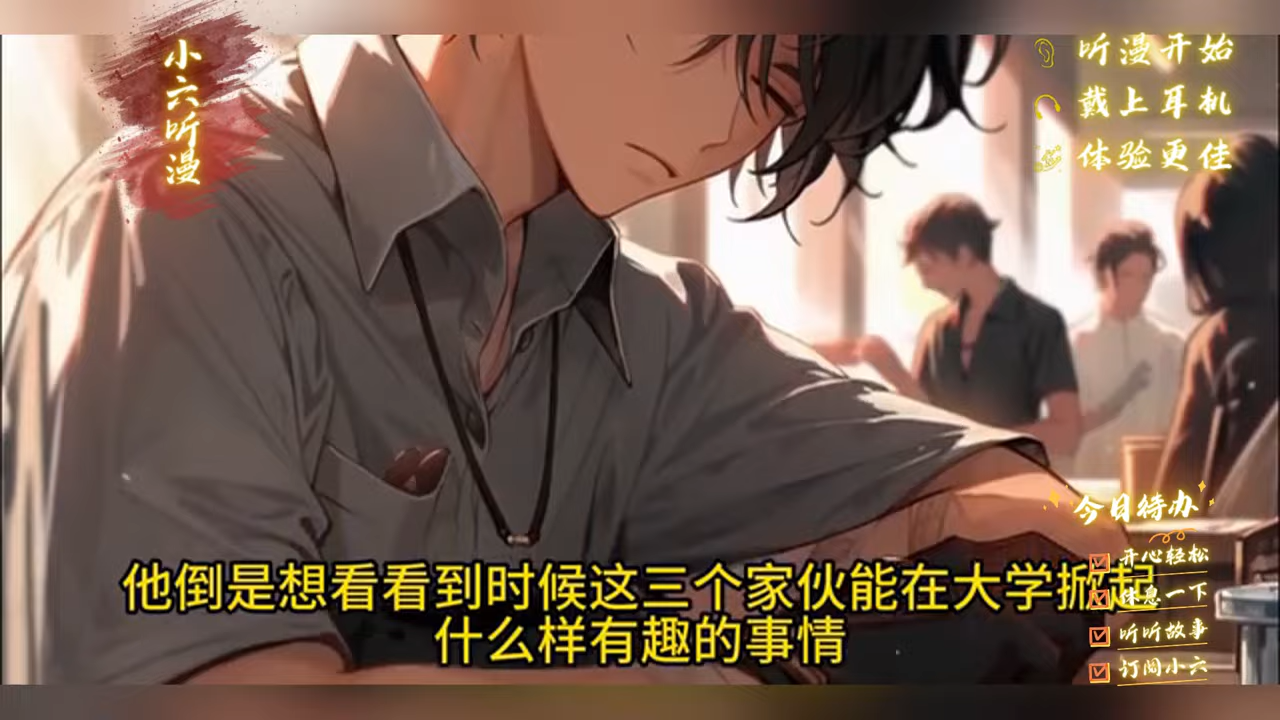 小六听漫
听漫开始
戴上耳机
体验更佳
今日待办
开心轻松
休息一下
听听故事
订阅小六
他倒是想看看到时候这三个家伙能在大学掀起
什么样有趣的事情